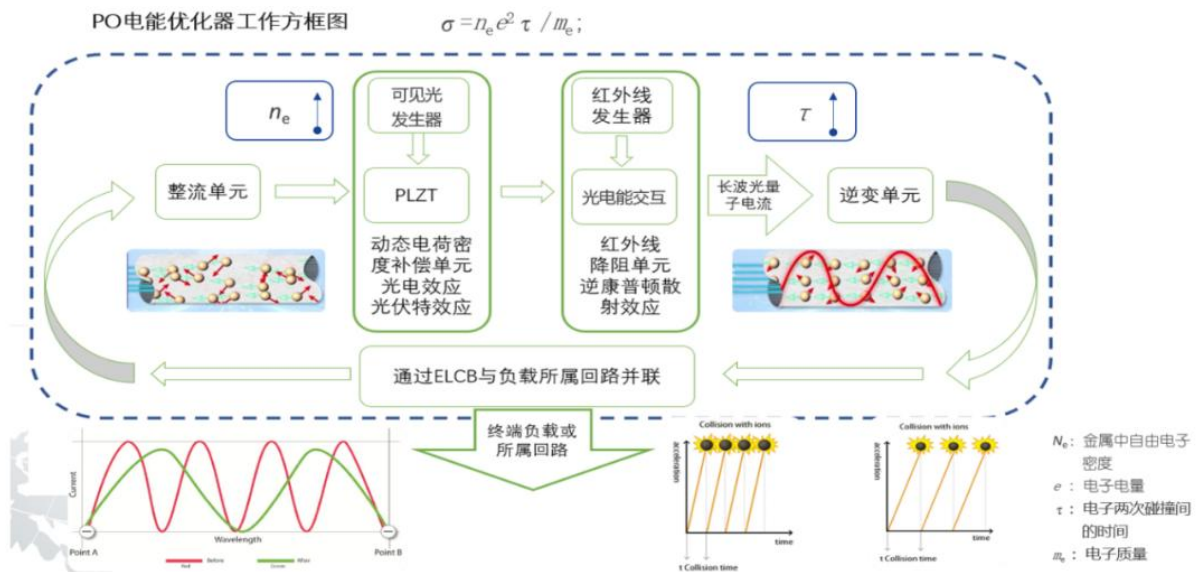 PO电能优化器工作方框图
σ=nₑe²τ/mₑ;
nₑ
可见光
发生器
红外线
发生器
τ
整流单元
PLZT
光电能交互
长波光量
子电流
逆变单元
动态电荷密
度补偿单元
光电效应
光伏特效应
红外线
降阻单元
逆康普顿散
射效应
通过ELCB与负载所属回路并联
终端负载或
所属回路
Current
Wavelength
Point A
Point B
Before
Red
After
Green
Collision with ions
acceleration
time
t Collision time
Collision with ions
acceleration
time
t Collision time
Nₑ: 金属中自由电子
密度
e : 电子电量
τ: 电子两次碰撞间
的时间
mₑ: 电子质量